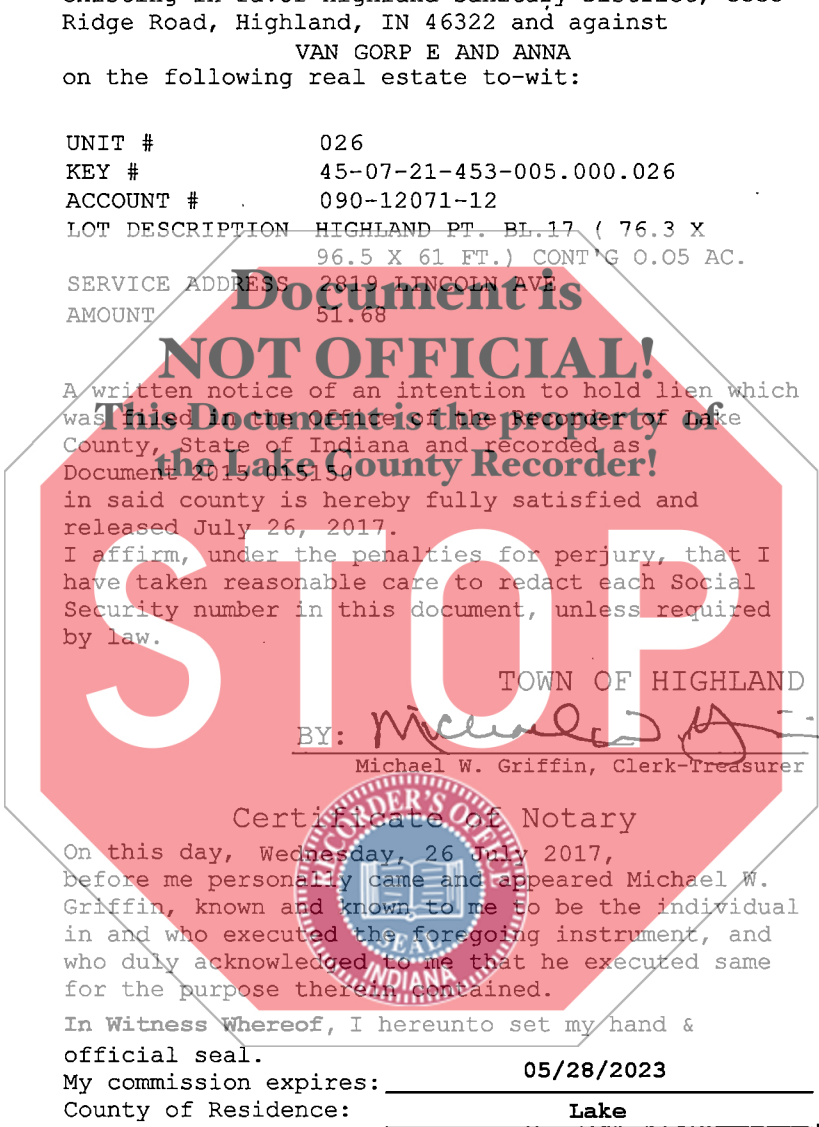 Ridge Road, Highland, IN 46322 and against
VAN GORP E AND ANNA
on the following real estate to-wit:
UNIT # 026
KEY # 45-07-21-453-005.000.026
ACCOUNT # 090-12071-12
LOT DESCRIPTION HIGHLAND PT. BL.17 ( 76.3 X
96.5 X 61 FT.) CONT'G 0.05 AC.
SERVICE ADDRESS 2819 LINCOLN AVE
AMOUNT 51.68
Document is
NOT OFFICIAL!
This Document is the property of
the Lake County Recorder!
STOP
A written notice of an intention to hold lien which
was filed in the Office of the Recorder of Lake
County, State of Indiana and recorded as
Document 2015 015150
in said county is hereby fully satisfied and
released July 26, 2017.
I affirm, under the penalties for perjury, that I
have taken reasonable care to redact each Social
Security number in this document, unless required
by law.
TOWN OF HIGHLAND
BY:
Michael W. Griffin, Clerk-Treasurer
Certificate of Notary
On this day, Wednesday, 26 July 2017,
before me personally came and appeared Michael W.
Griffin, known and known to me to be the individual
in and who executed the foregoing instrument, and
who duly acknowledged to me that he executed same
for the purpose therein contained.
RECORDER'S OFFICE
SEAL
INDIANA
In Witness Whereof, I hereunto set my hand &
official seal.
My commission expires: 05/28/2023
County of Residence: Lake